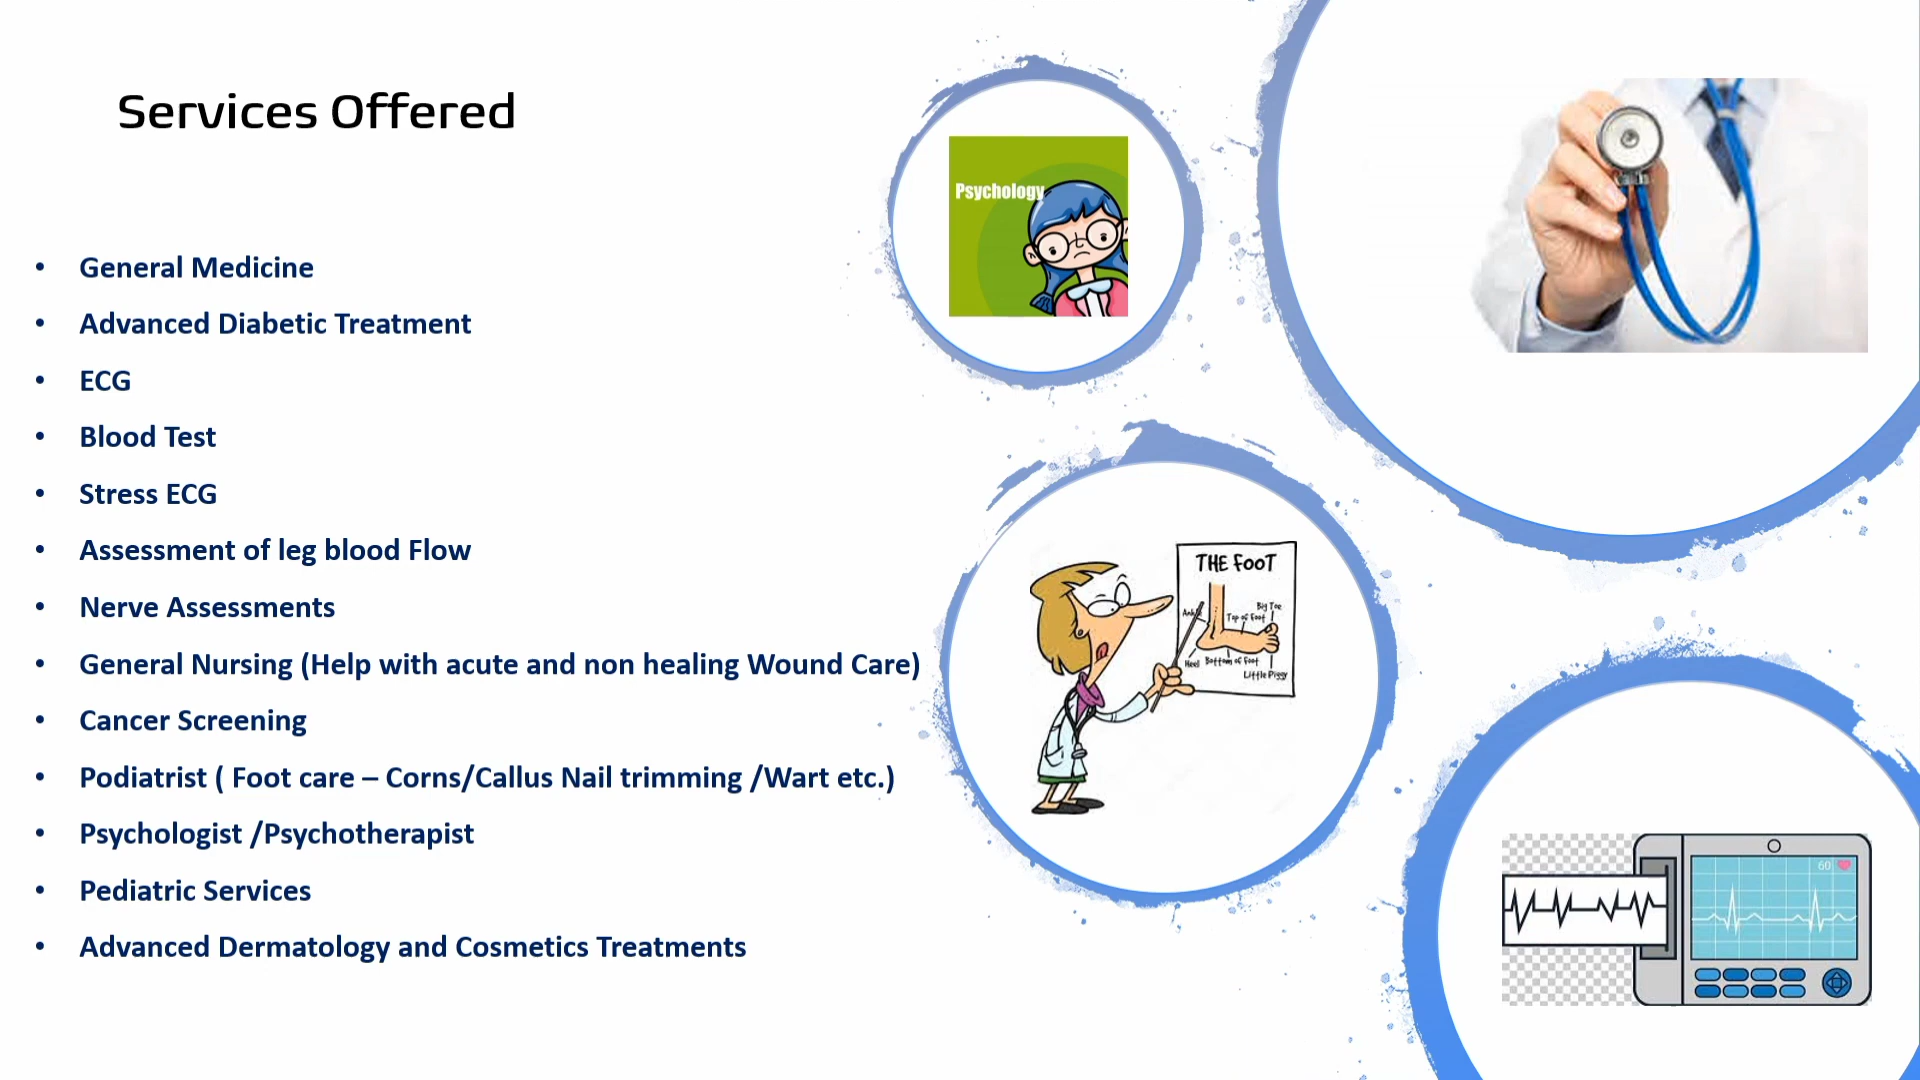 Services Offered
• General Medicine
• Advanced Diabetic Treatment
• ECG
• Blood Test
• Stress ECG
• Assessment of leg blood Flow
• Nerve Assessments
• General Nursing (Help with acute and non healing Wound Care)
• Cancer Screening
• Podiatrist ( Foot care – Corns/Callus Nail trimming /Wart etc.)
• Psychologist /Psychotherapist
• Pediatric Services
• Advanced Dermatology and Cosmetics Treatments
Psychology
THE FOOT
Big Toe
Top of Foot
Heel
Bottom of Foot
Little Piggy
60